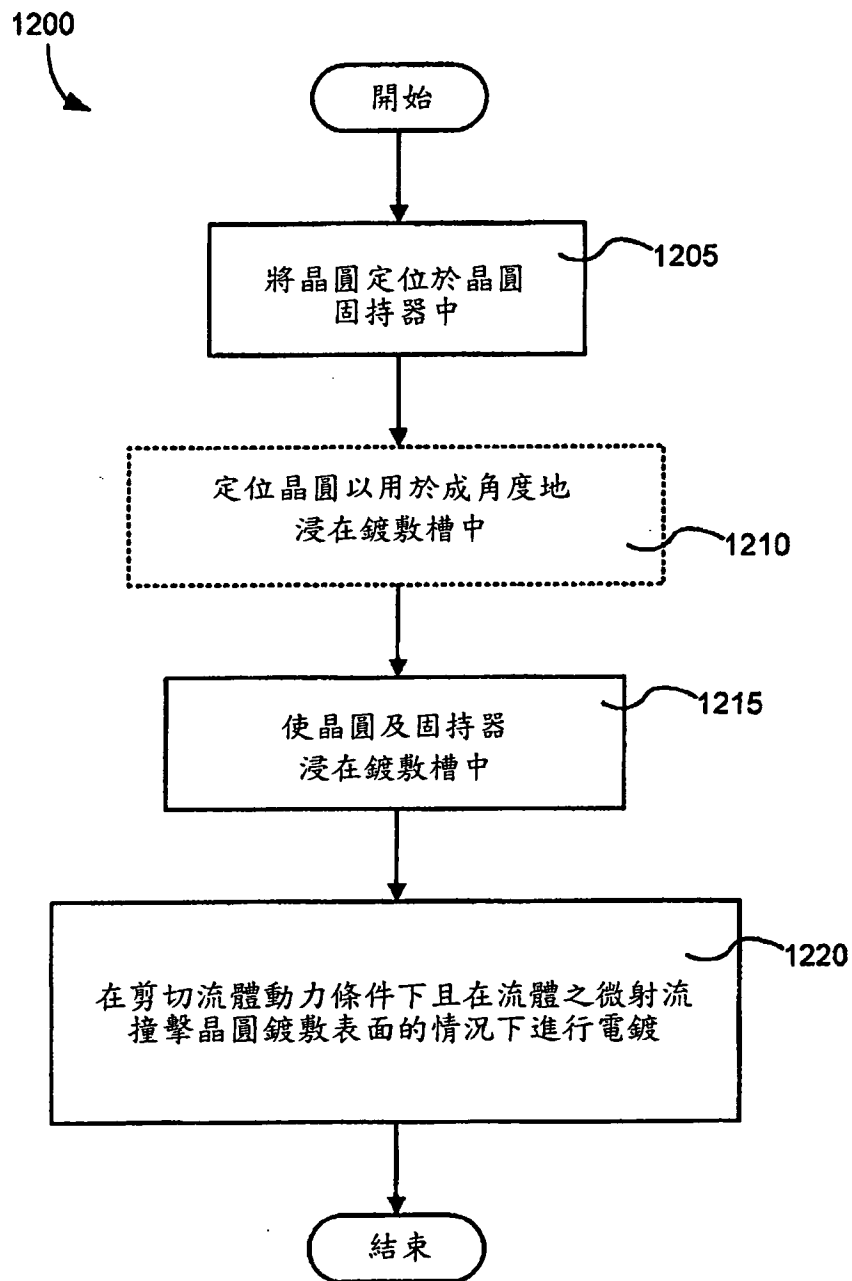 1200
開始
1205
將晶圓定位於晶圓
固持器中
定位晶圓以用於成角度地
浸在鍍敷槽中
1210
1215
使晶圓及固持器
浸在鍍敷槽中
1220
在剪切流體動力條件下且在流體之微射流
撞擊晶圓鍍敷表面的情況下進行電鍍
結束